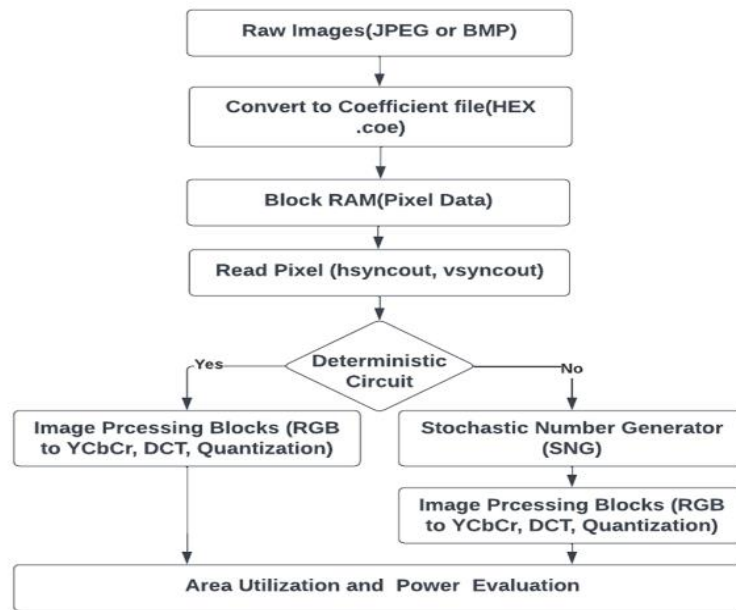 Raw Images(JPEG or BMP)
Convert to Coefficient file(HEX
.coe)
Block RAM(Pixel Data)
Read Pixel (hsyncout, vsyncout)
Deterministic
Circuit
Yes
No
Image Prcessing Blocks (RGB
to YCbCr, DCT, Quantization)
Stochastic Number Generator
(SNG)
Image Prcessing Blocks (RGB
to YCbCr, DCT, Quantization)
Area Utilization and Power Evaluation